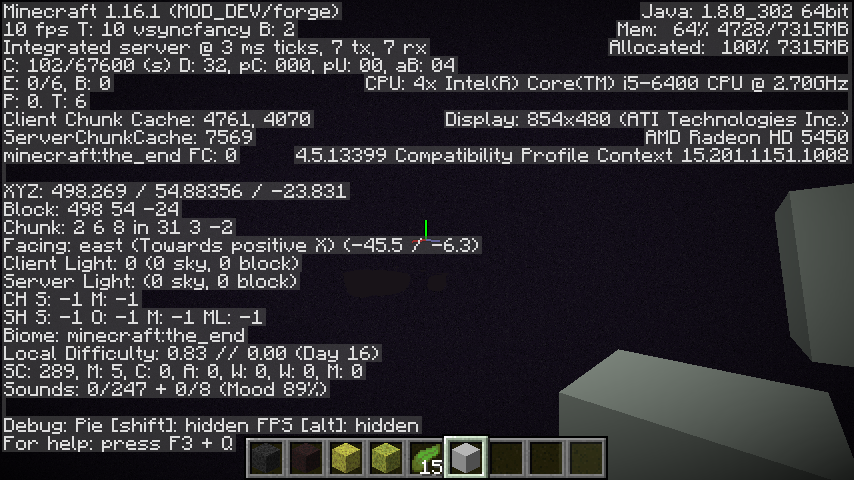 Minecraft 1.16.1 (MOD_DEV/forge)
10 fps T: 10 vsyncfancy B: 2
Integrated server @ 3 ms ticks, 7 tx, 7 rx
C: 102/67600 (s) D: 32, pC: 000, pU: 00, aB: 04
E: 0/6, B: 0
P: 0. T: 6
Client Chunk Cache: 4761, 4070
ServerChunkCache: 7569
minecraft:the_end FC: 0
Java: 1.8.0_302 64bit
Mem: 64% 4728/7315MB
Allocated: 100% 7315MB
CPU: 4x Intel(R) Core(TM) i5-6400 CPU @ 2.70GHz
Display: 854x480 (ATI Technologies Inc.)
AMD Radeon HD 5450
4.5.13399 Compatibility Profile Context 15.201.1151.1008
XYZ: 498.269 / 54.88356 / -23.831
Block: 498 54 -24
Chunk: 2 6 8 in 31 3 -2
Facing: east (Towards positive X) (-45.5 / -6.3)
Client Light: 0 (0 sky, 0 block)
Server Light: (0 sky, 0 block)
CH S: -1 M: -1
SH S: -1 O: -1 M: -1 ML: -1
Biome: minecraft:the_end
Local Difficulty: 0.83 // 0.00 (Day 16)
SC: 289, M: 5, C: 0, A: 0, W: 0, W: 0, M: 0
Sounds: 0/247 + 0/8 (Mood 89%)
Debug: Pie [shift]: hidden FPS [alt]: hidden
For help: press F3 + Q
15